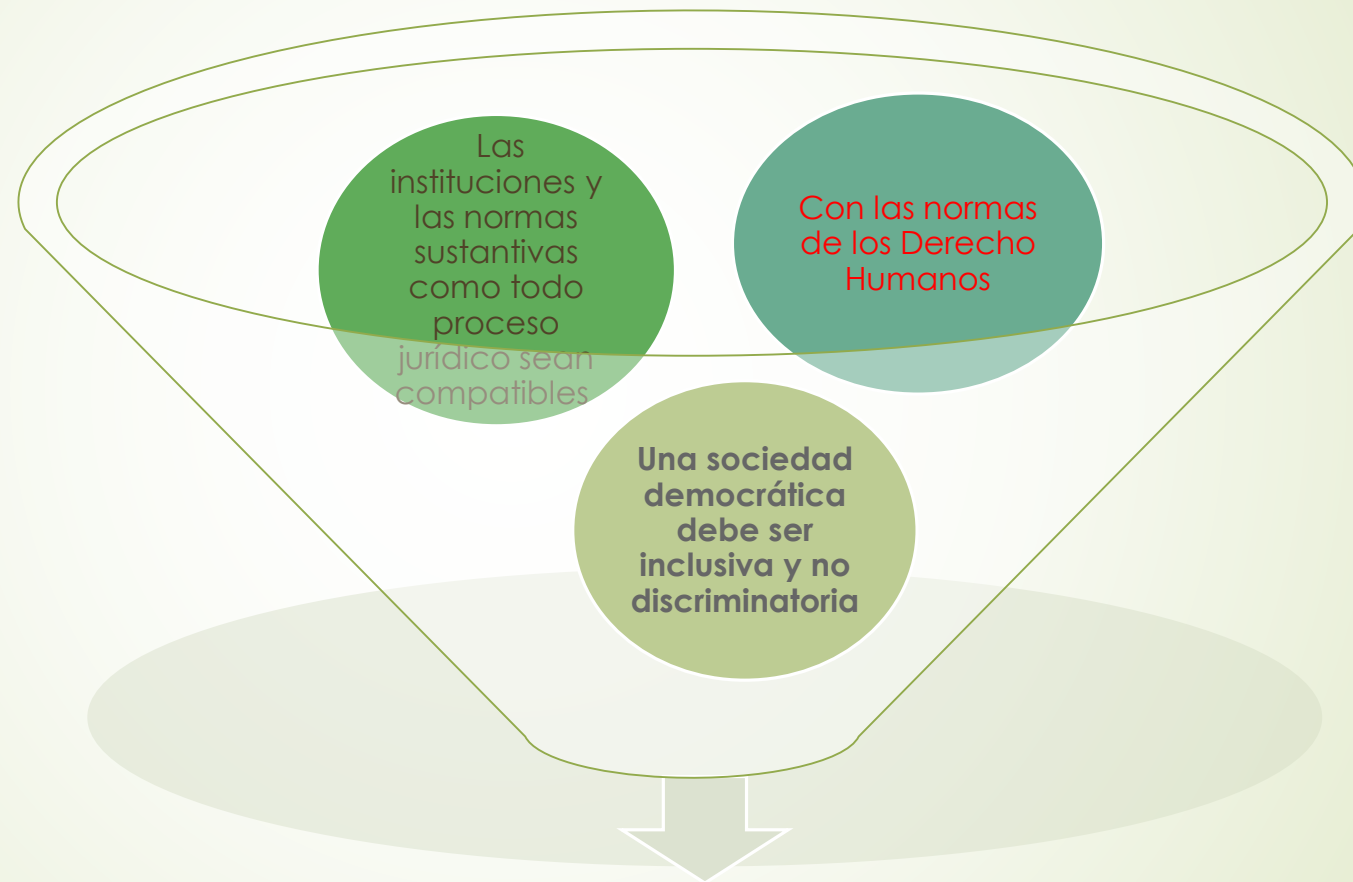 Las
instituciones y
las normas
sustantivas
como todo
proceso
jurídico sean
compatibles
Con las normas
de los Derecho
Humanos
Una sociedad
democrática
debe ser
inclusiva y no
discriminatoria